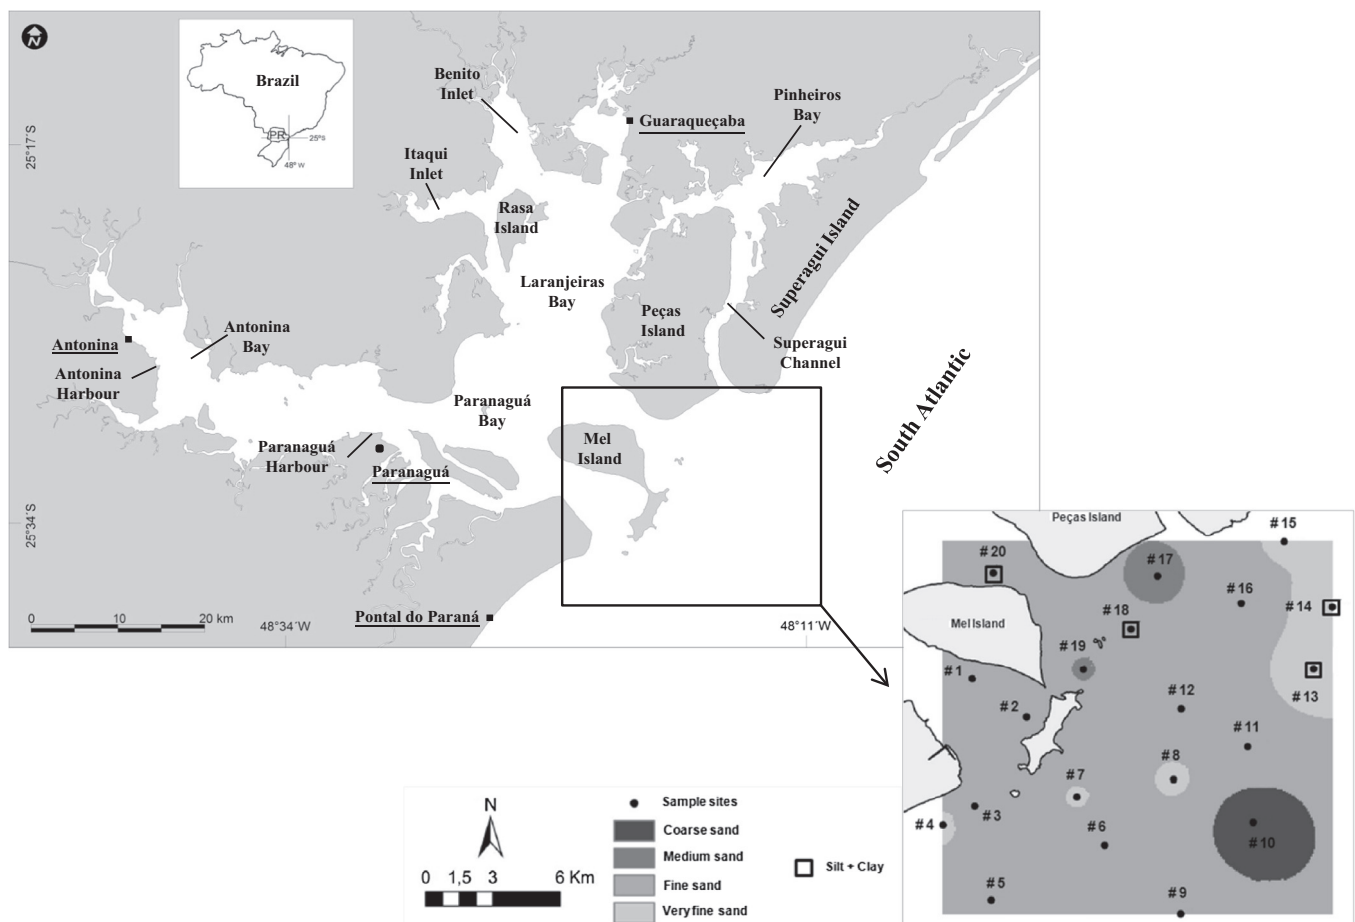 N
Brazil
PR
25°S
48° W
Benito
Inlet
Guaraqueçaba
Pinheiros
Bay
25°17´S
Itaqui
Inlet
Rasa
Island
Superagui Island
Laranjeiras
Bay
Peças
Island
Antonina
Bay
Antonina
Superagui
Channel
Antonina
Harbour
South Atlantic
Paranaguá
Bay
Mel
Island
Paranaguá
Harbour
Paranaguá
25°34´S
0 10 20 km
48°34´W
Pontal do Paraná
48°11´W
Peças Island
# 15
# 20
# 17
# 16
# 14
# 18
Mel Island
# 19
# 1
# 13
# 12
# 2
# 11
# 8
# 7
# 3
# 4
# 6
# 10
# 5
# 9
N
0 1,5 3 6 Km
Sample sites
Coarse sand
Medium sand
Fine sand
Very fine sand
Silt + Clay